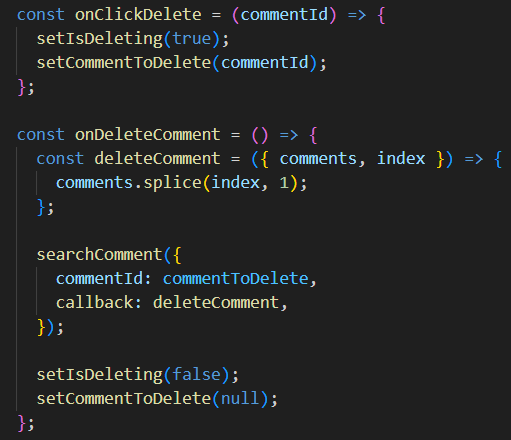 const onClickDelete = (commentId) => {
  setIsDeleting(true);
  setCommentToDelete(commentId);
};

const onDeleteComment = () => {
  const deleteComment = ({ comments, index }) => {
    comments.splice(index, 1);
  };

  searchComment({
    commentId: commentToDelete,
    callback: deleteComment,
  });

  setIsDeleting(false);
  setCommentToDelete(null);
};